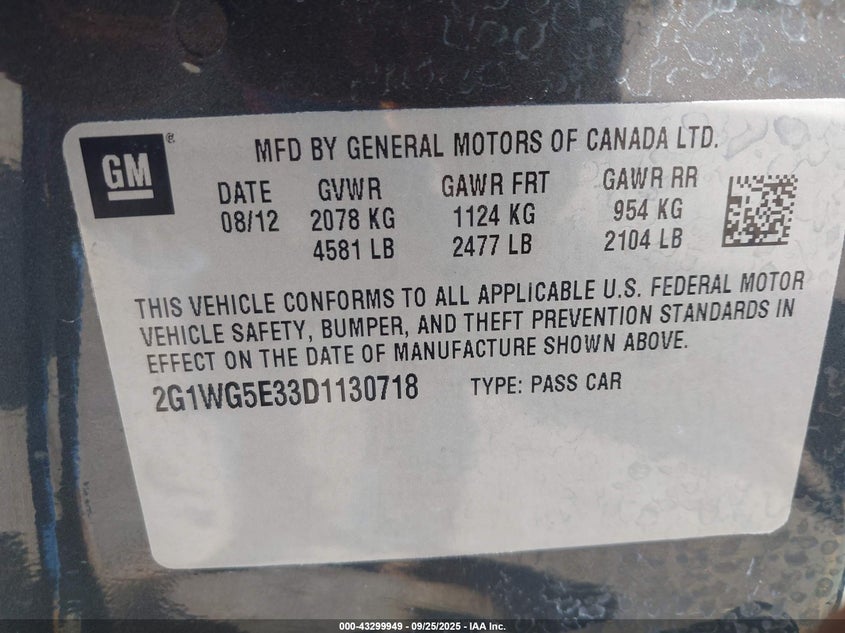 GM®
MFD BY GENERAL MOTORS OF CANADA LTD.
DATE GVWR GAWR FRT GAWR RR
08/12 2078 KG 1124 KG 954 KG
4581 LB 2477 LB 2104 LB
THIS VEHICLE CONFORMS TO ALL APPLICABLE U.S. FEDERAL MOTOR
VEHICLE SAFETY, BUMPER, AND THEFT PREVENTION STANDARDS IN
EFFECT ON THE DATE OF MANUFACTURE SHOWN ABOVE.
2G1WG5E33D1130718 TYPE: PASS CAR
000-43299949 - 09/25/2025 - IAA Inc.